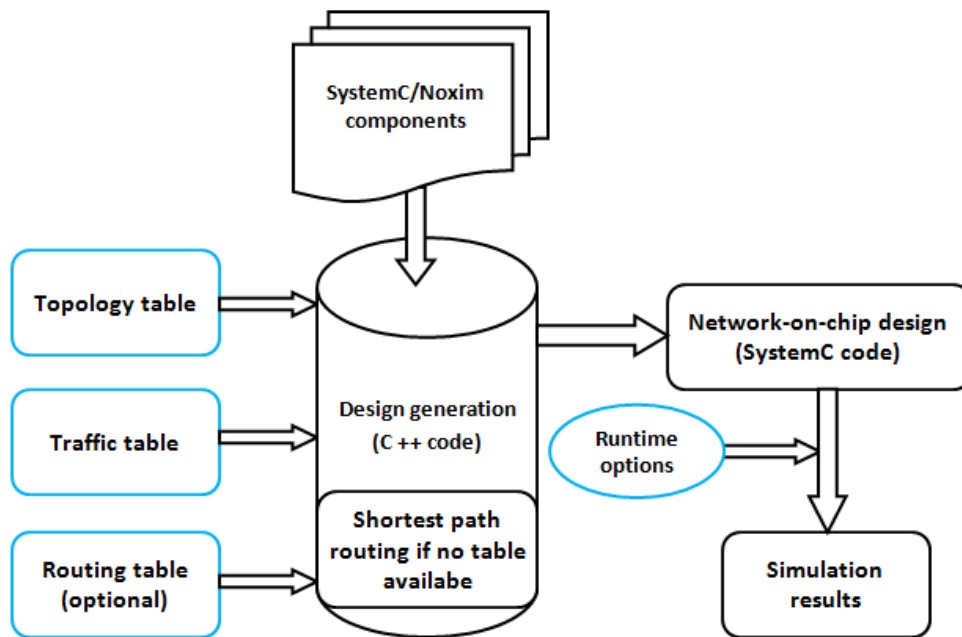 SystemC/Noxim
components
Topology table
Network-on-chip design
(SystemC code)
Design generation
(C ++ code)
Traffic table
Runtime
options
Shortest path
routing if no table
availabe
Routing table
(optional)
Simulation
results